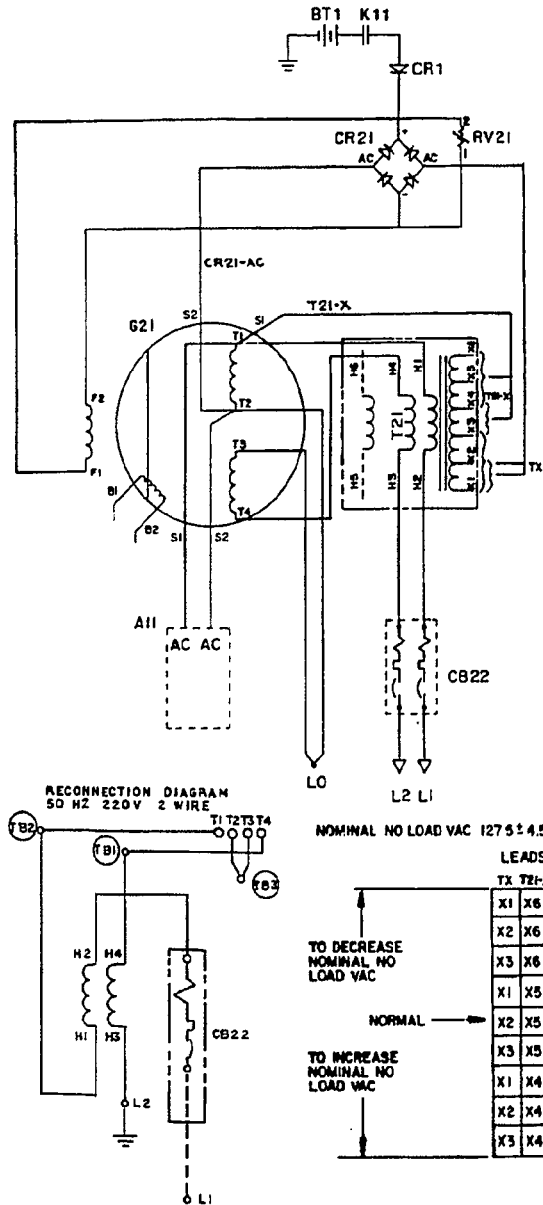 BT1 K11
CR1
CR21 + 2 RV21
AC AC 1
-
CR21-AC
S2 S1 T21-X
G21 T1
H6 H4 H1 X6
X5
X4 T21-X
F2 T2 T21 X3
T3 X2
F1 H5 H3 H2 X1 TX
B1 T4
B2 S1 S2
A11
AC AC
CB22
L0 L2 L1
RECONNECTION DIAGRAM
50 HZ 220V 2 WIRE
TB2 T1 T2 T3 T4
TB1 TB3
H2 H4
CB22
H1 H3
L2
L1
NOMINAL NO LOAD VAC 127.5 ± 4.5
LEADS
TX T21-
X1 X6
TO DECREASE
NOMINAL NO
LOAD VAC
X2 X6
X3 X6
X1 X5
NORMAL X2 X5
X3 X5
TO INCREASE
NOMINAL NO
LOAD VAC
X1 X4
X2 X4
X3 X4